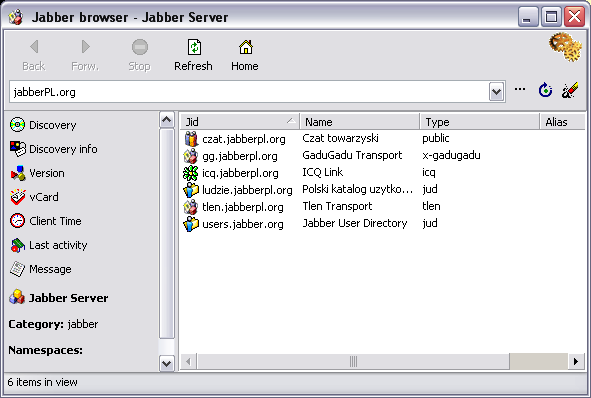 Jabber browser - Jabber Server
Back Forw. Stop Refresh Home
jabberPL.org ...
Jid Name Type Alias
Discovery
Discovery info
Version
vCard
Client Time
Last activity
Message
Jabber Server
Category: jabber
Namespaces:
czat.jabberpl.org Czat towarzyski public
gg.jabberpl.org GaduGadu Transport x-gadugadu
icq.jabberpl.org ICQ Link icq
ludzie.jabberpl.org Polski katalog uzytko... jud
tlen.jabberpl.org Tlen Transport tlen
users.jabber.org Jabber User Directory jud
6 items in view